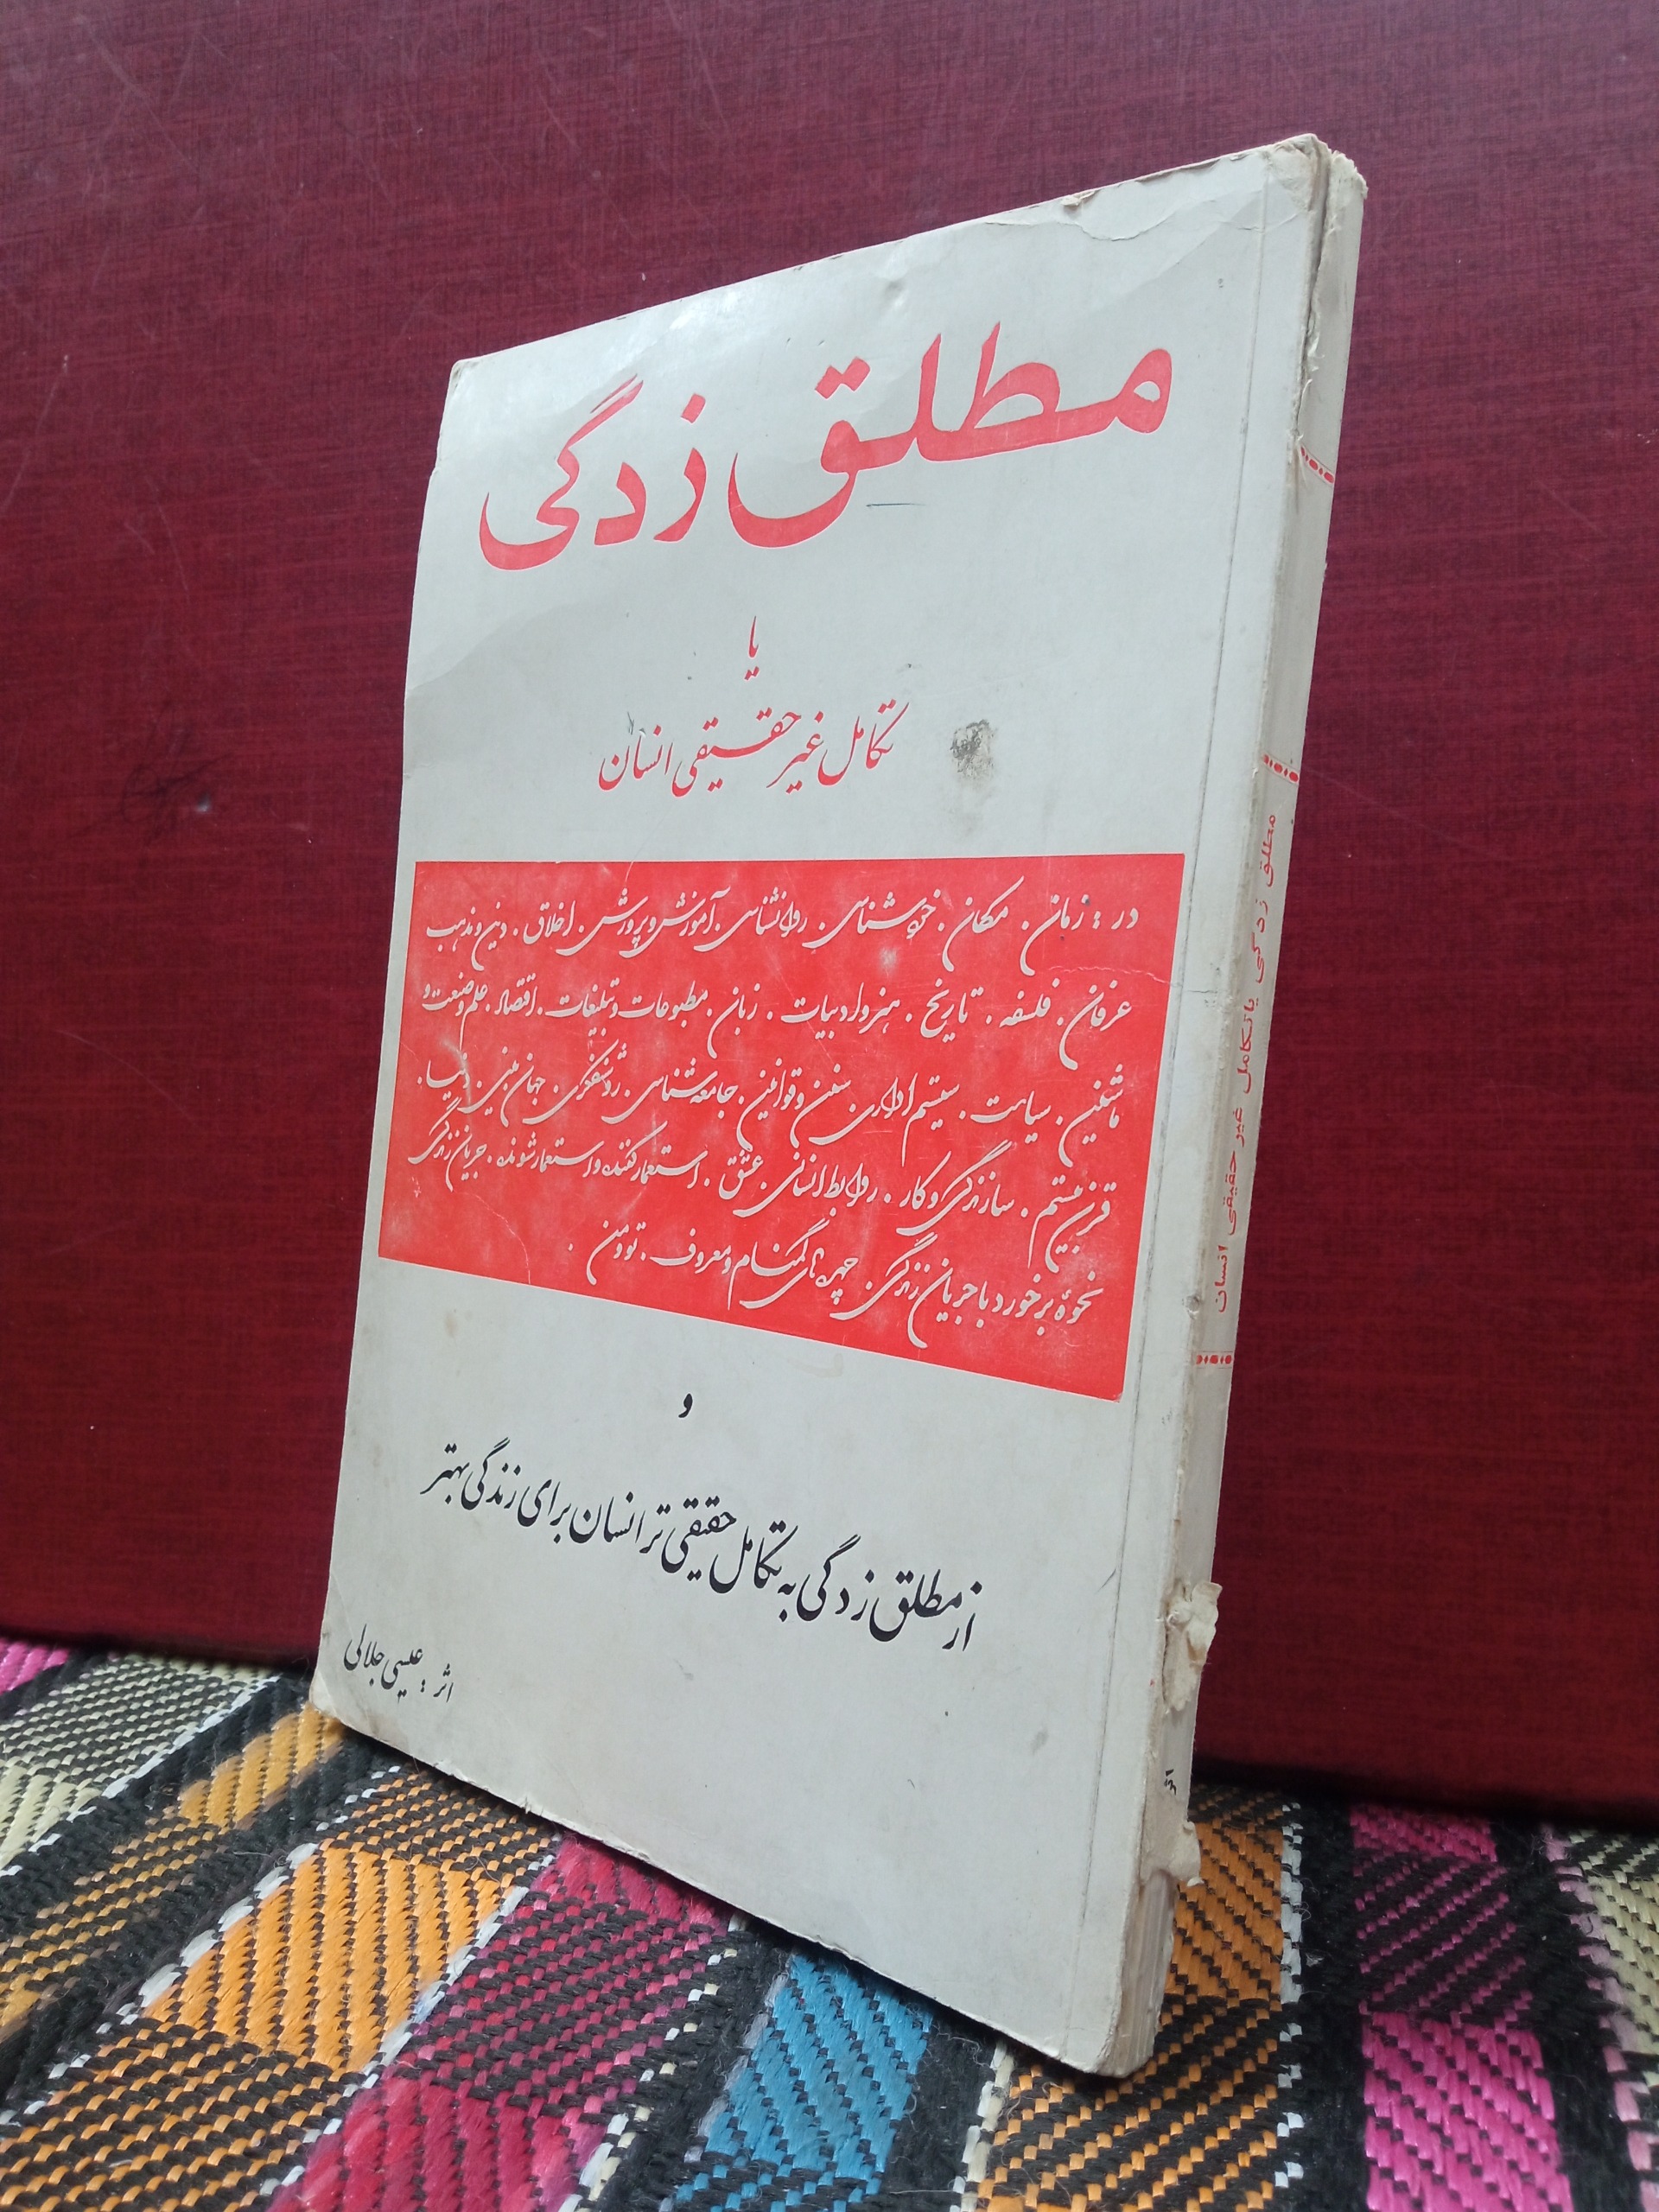 مطلق زدگی
یا
تکامل غیر حقیقی انسان
در : زمان . مکان . خودشناسی . روانشناسی . آموزش و پرورش . اخلاق . دین و مذهب
عرفان . فلسفه . تاریخ . هنر و ادبیات . زبان . مطبوعات و تبلیغات . اقتصاد . علم و صنعت و
ماشین . سیاست . سیستم اداری . سنن و قوانین . جامعه شناسی . روشنفکری . جهان بینی . دنیا .
قرن بیستم . سازندگی و کار . روابط انسانی . عشق . استعمار کننده و استعمار شونده . جریان زندگی
نحوه برخورد با جریان زندگی . چهره های گمنام و معروف . تو و من .
و
از مطلق زدگی به تکامل حقیقی تر انسان برای زندگی بهتر
اثر : عیسی جلالی
مطلق زدگی یا تکامل غیر حقیقی انسان